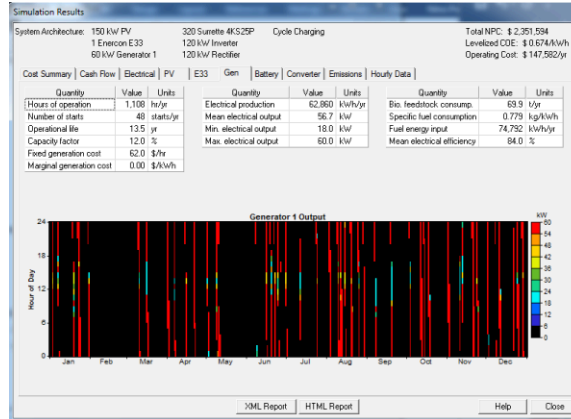 Simulation Results
System Architecture: 150 kW PV 320 Surrette 4KS25P Cycle Charging Total NPC: $ 2,351,594
1 Enercon E33 120 kW Inverter Levelized COE: $ 0.674/kWh
60 kW Generator 1 120 kW Rectifier Operating Cost: $ 147,582/yr
Cost Summary Cash Flow Electrical PV E33 Gen Battery Converter Emissions Hourly Data
Quantity Value Units Quantity Value Units Quantity Value Units
Hours of operation 1,108 hr/yr Electrical production 62,860 kWh/yr Bio. feedstock consump. 69.9 t/yr
Number of starts 48 starts/yr Mean electrical output 56.7 kW Specific fuel consumption 0.779 kg/kWh
Operational life 13.5 yr Min. electrical output 18.0 kW Fuel energy input 74,792 kWh/yr
Capacity factor 12.0 % Max. electrical output 60.0 kW Mean electrical efficiency 84.0 %
Fixed generation cost 62.0 $/hr
Marginal generation cost 0.00 $/kWh
Generator 1 Output
kW
24
18
12
6
0
Hour of Day
Jan Feb Mar Apr May Jun Jul Aug Sep Oct Nov Dec
60
54
48
42
36
30
24
18
12
6
0
XML Report HTML Report Help Close